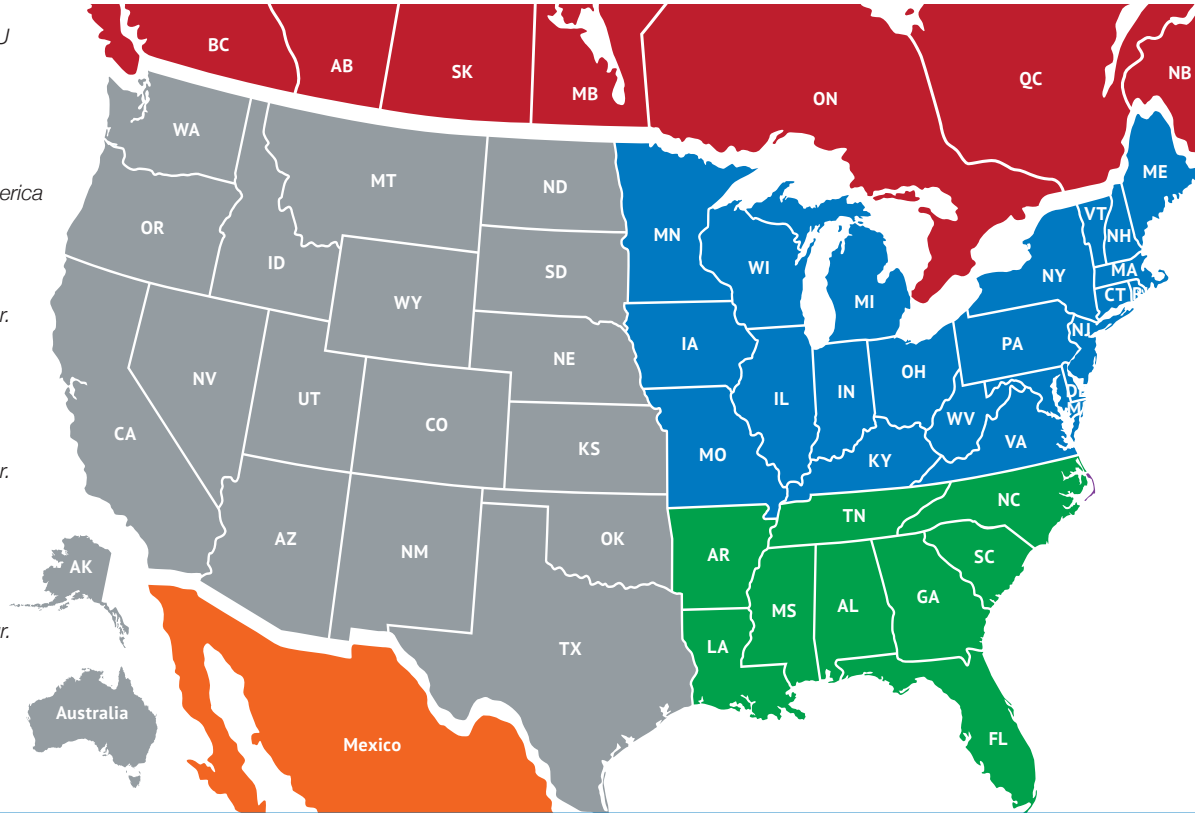 U
BC
AB
SK
MB
ON
QC
NB
WA
MT
ND
MN
ME
erica
OR
ID
SD
WI
MI
VT
NH
NY
MA
CT
WY
r.
NE
IA
PA
NJ
NV
UT
CO
KS
IL
IN
OH
WV
VA
CA
MO
KY
r.
AZ
NM
OK
AR
TN
NC
SC
AK
MS
AL
GA
r.
TX
LA
Australia
Mexico
FL